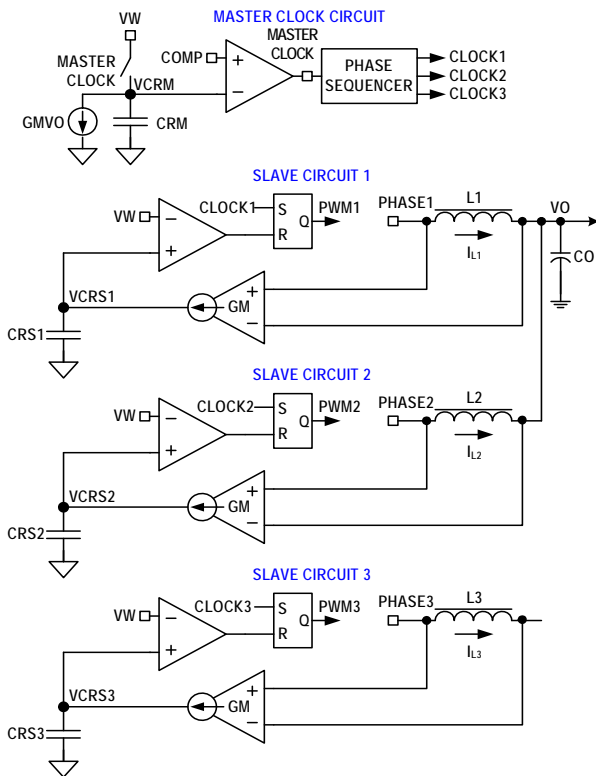 MASTER CLOCK CIRCUIT
VW
MASTER
CLOCK
COMP
+
−
VCRM
GMVO
CRM
MASTER
CLOCK
PHASE
SEQUENCER
CLOCK1
CLOCK2
CLOCK3
SLAVE CIRCUIT 1
VW
−
+
CLOCK1
S
R
Q
PWM1
PHASE1
L1
IL1
VO
CO
VCRS1
GM
+
−
CRS1
SLAVE CIRCUIT 2
VW
−
+
CLOCK2
S
R
Q
PWM2
PHASE2
L2
IL2
VCRS2
GM
+
−
CRS2
SLAVE CIRCUIT 3
VW
−
+
CLOCK3
S
R
Q
PWM3
PHASE3
L3
IL3
VCRS3
GM
+
−
CRS3